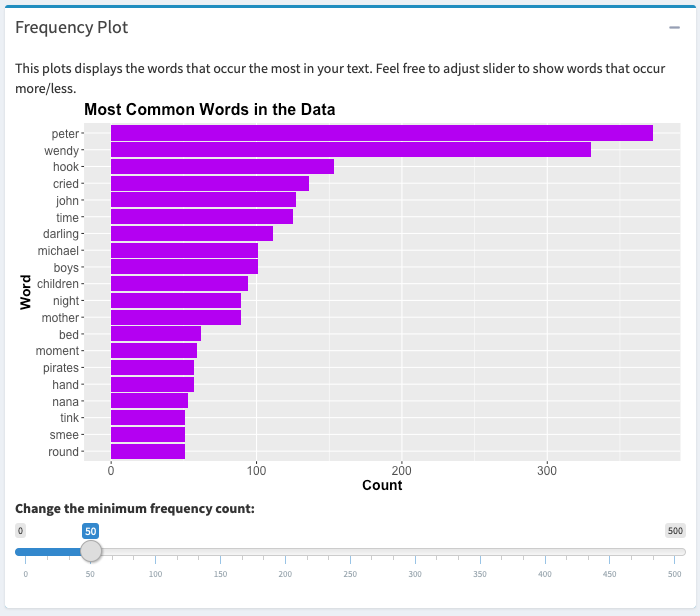 Frequency Plot
This plots displays the words that occur the most in your text. Feel free to adjust slider to show words that occur
more/less.
Most Common Words in the Data
peter
wendy
hook
cried
john
time
darling
michael
boys
children
night
mother
bed
moment
pirates
hand
nana
tink
smee
round
Word
0 100 200 300
Count
Change the minimum frequency count:
0 50 500
0 50 100 150 200 250 300 350 400 450 500